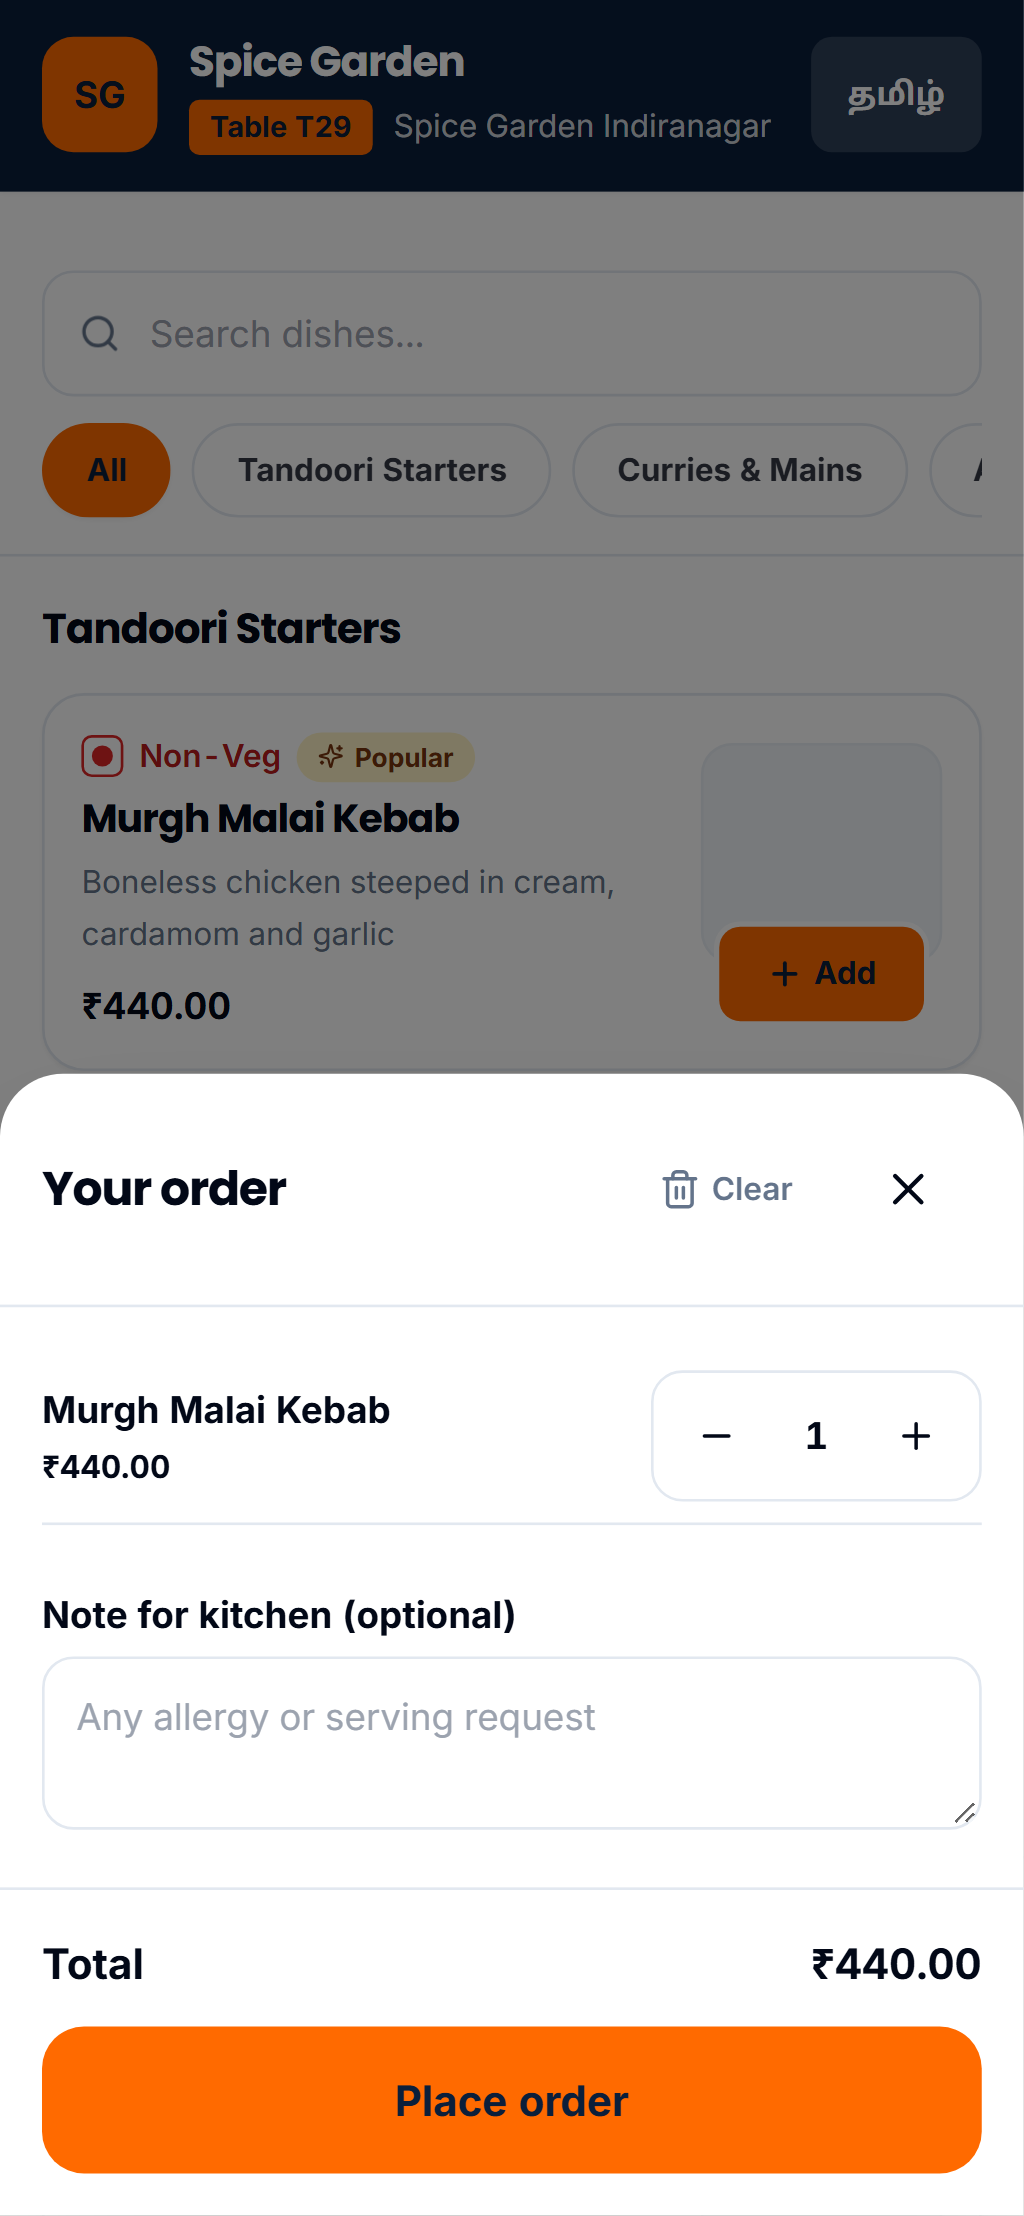 SG
Spice Garden
Table T29
Spice Garden Indiranagar
தமிழ்
Search dishes...
All
Tandoori Starters
Curries & Mains
Tandoori Starters
Non-Veg
Popular
Murgh Malai Kebab
Boneless chicken steeped in cream,
cardamom and garlic
₹440.00
+ Add
Your order
Clear
Murgh Malai Kebab
₹440.00
− 1 +
Note for kitchen (optional)
Any allergy or serving request
Total
₹440.00
Place order